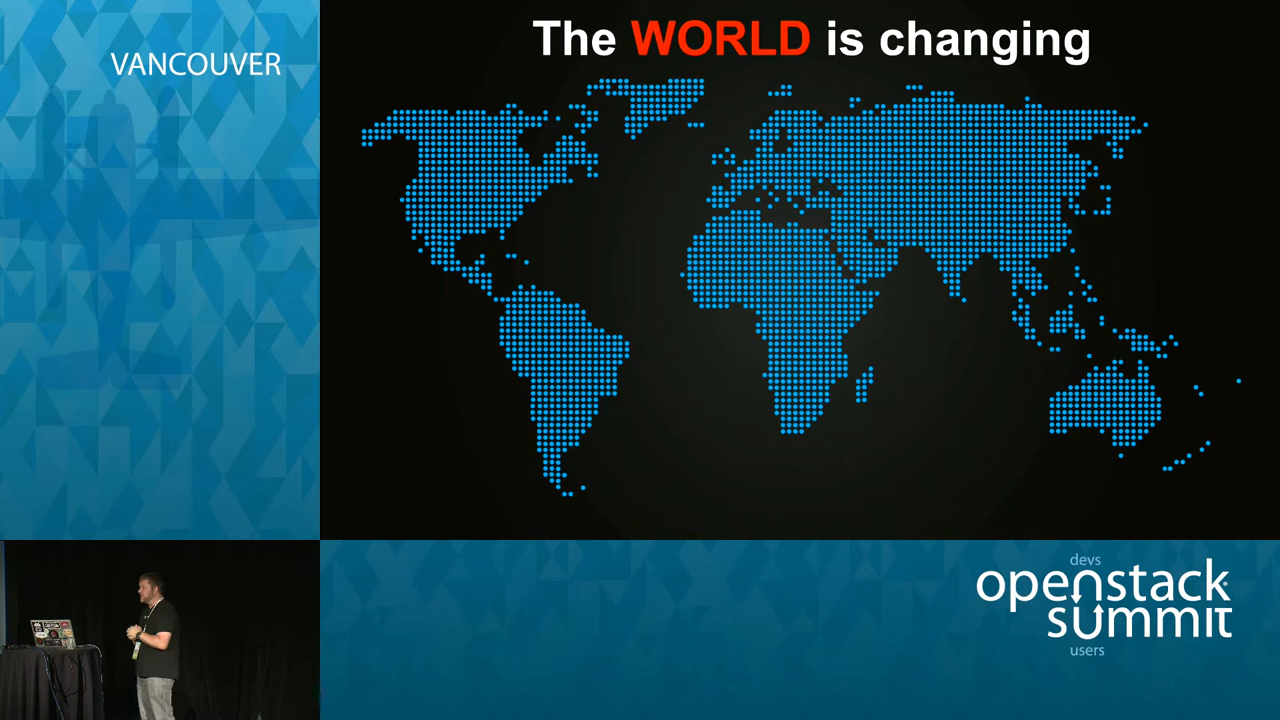 VANCOUVER
The WORLD is changing
devs
openstack
summit
users